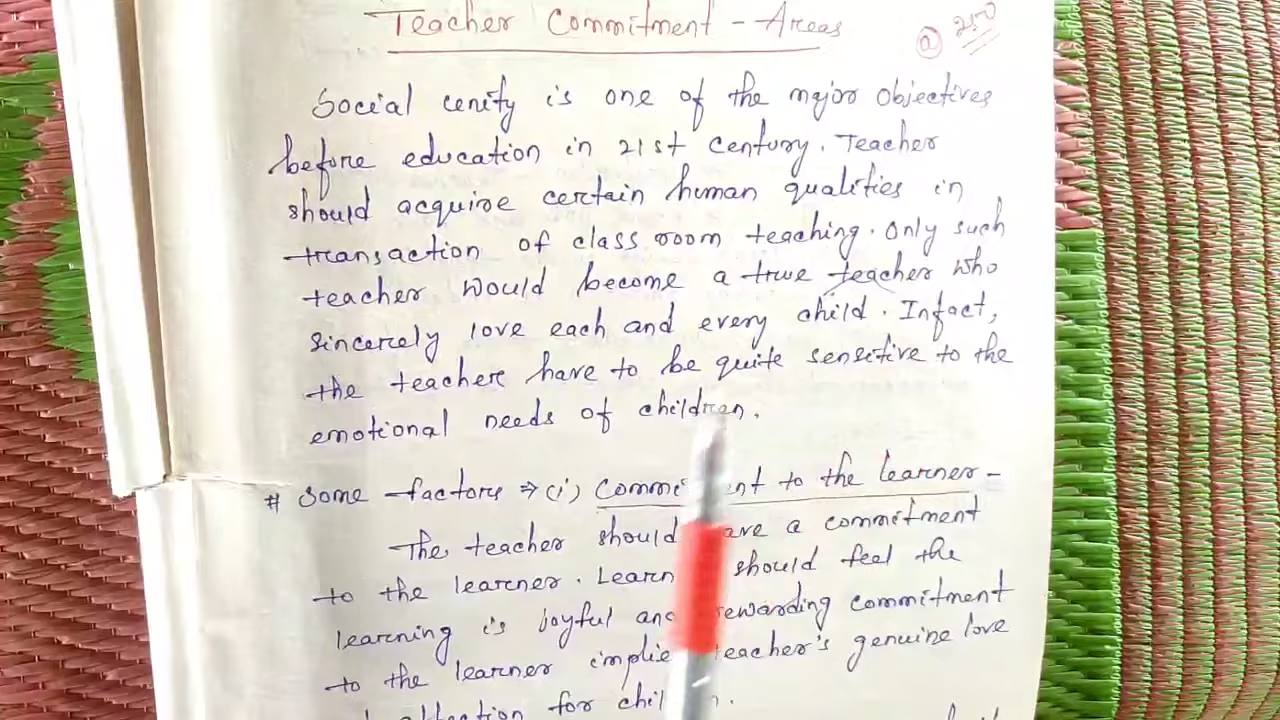 Teacher Commitment - Areas
Social cenity is one of the major objectives
before education in 21st century. Teacher
should acquire certain human qualities in
transaction of class room teaching. Only such
teacher would become a true teacher who
sincerely love each and every child. Infact,
the teacher have to be quite sensitive to the
emotional needs of children.
# Some factors ⇒ (i) Comm nt to the learner -
The teacher should ave a commitment
to the learner. Learn should feel the
learning is joyful and rewarding commitment
to the learner implie teacher's genuine love
for chil n.